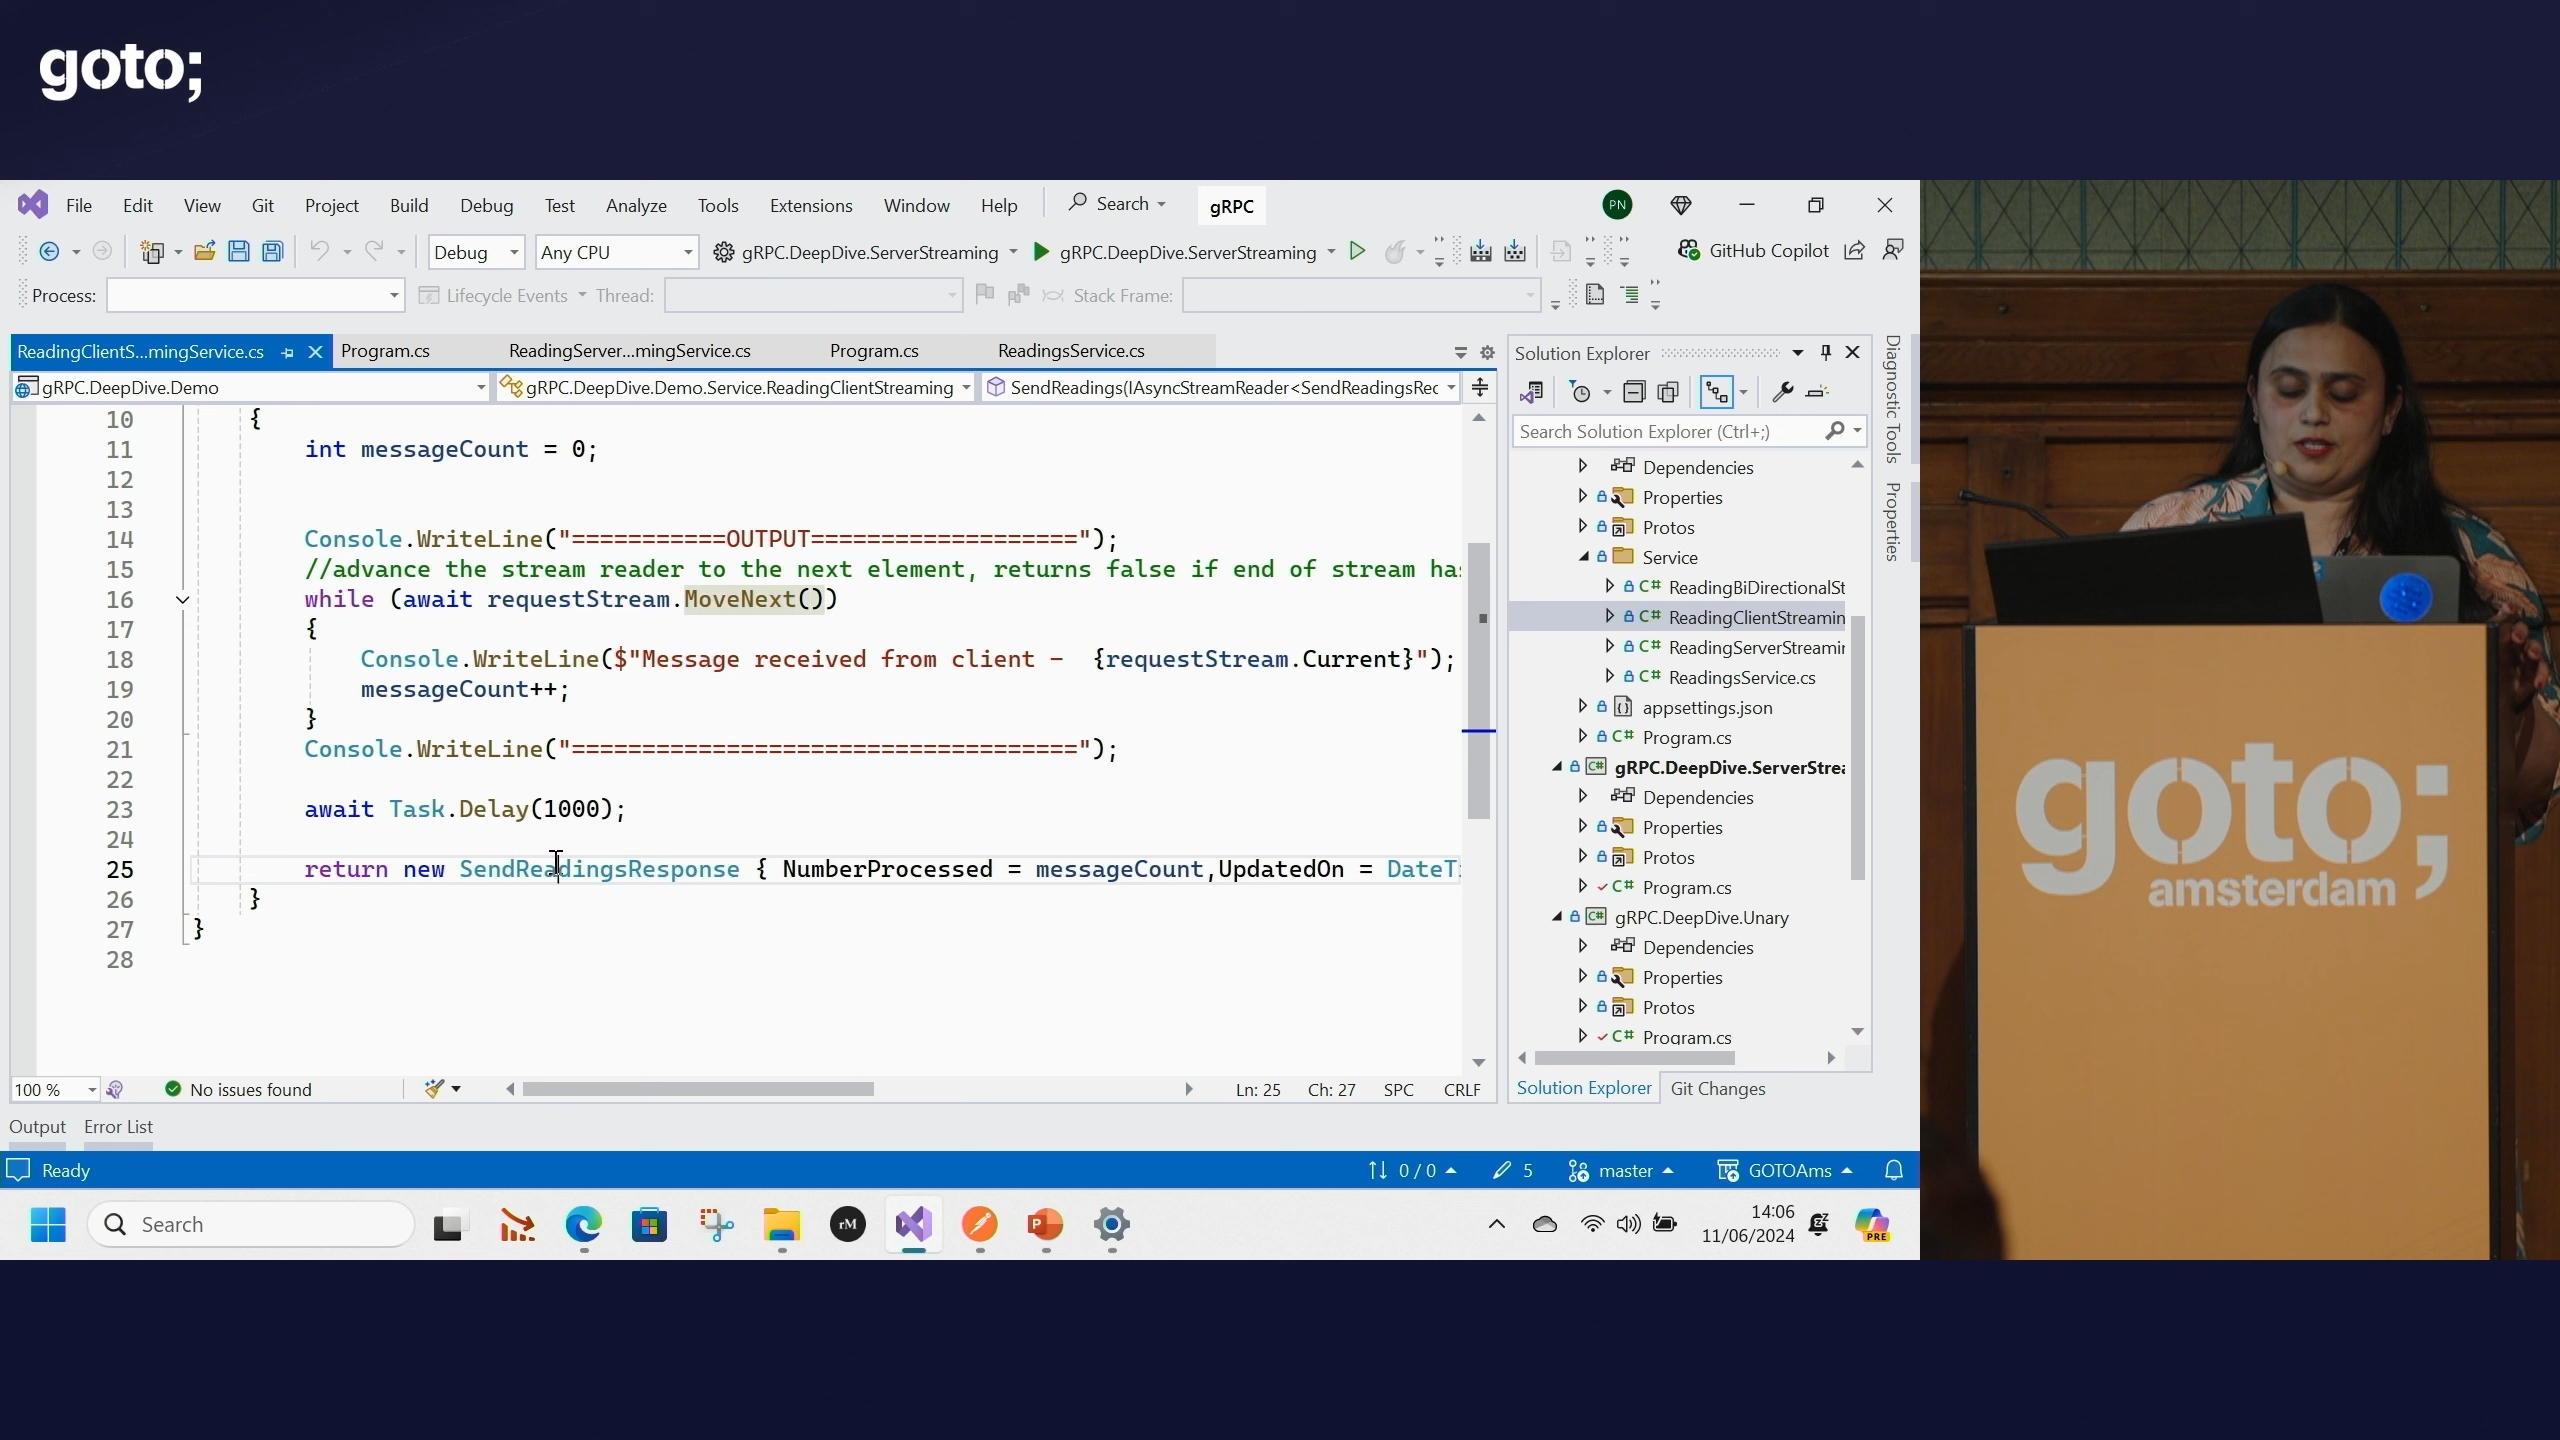 goto;
File Edit View Git Project Build Debug Test Analyze Tools Extensions Window Help Search gRPC PN
Debug Any CPU gRPC.DeepDive.ServerStreaming gRPC.DeepDive.ServerStreaming GitHub Copilot
Process: Lifecycle Events Thread: Stack Frame:
ReadingClientS...mingService.cs Program.cs ReadingServer...mingService.cs Program.cs ReadingsService.cs
gRPC.DeepDive.Demo gRPC.DeepDive.Demo.Service.ReadingClientStreaming SendReadings(IAsyncStreamReader<SendReadingsRec
10 {
11 int messageCount = 0;
12
13
14 Console.WriteLine("===========OUTPUT===================");
15 //advance the stream reader to the next element, returns false if end of stream ha
16 while (await requestStream.MoveNext())
17 {
18 Console.WriteLine($"Message received from client - {requestStream.Current}");
19 messageCount++;
20 }
21 Console.WriteLine("====================================");
22
23 await Task.Delay(1000);
24
25 return new SendReadingsResponse { NumberProcessed = messageCount,UpdatedOn = DateT
26 }
27 }
28
100 % No issues found Ln: 25 Ch: 27 SPC CRLF
Output Error List
Solution Explorer
Search Solution Explorer (Ctrl+;)
Dependencies
Properties
Protos
Service
C# ReadingBiDirectionalSt
C# ReadingClientStreamin
C# ReadingServerStreamin
C# ReadingsService.cs
appsettings.json
C# Program.cs
C# gRPC.DeepDive.ServerStrea
Dependencies
Properties
Protos
C# Program.cs
C# gRPC.DeepDive.Unary
Dependencies
Properties
Protos
C# Program.cs
Solution Explorer Git Changes
Diagnostic Tools
Properties
Ready 0 / 0 5 master GOTOAms
Search rM P 14:06
11/06/2024 PRE
goto;
amsterdam